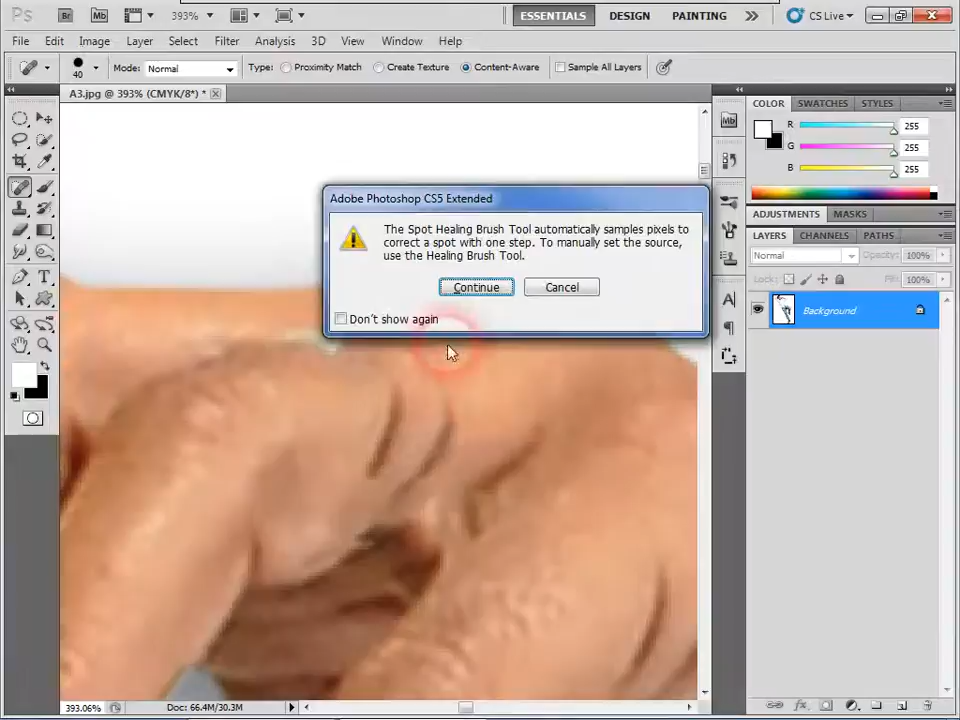 Ps Br Mb 393% ESSENTIALS DESIGN PAINTING CS Live
File Edit Image Layer Select Filter Analysis 3D View Window Help
40 Mode: Normal Type: Proximity Match Create Texture Content-Aware Sample All Layers
A3.jpg @ 393% (CMYK/8*) *
COLOR SWATCHES STYLES
R 255
G 255
B 255
Mb
ADJUSTMENTS MASKS
LAYERS CHANNELS PATHS
Normal Opacity: 100%
Lock: Fill: 100%
Background
Adobe Photoshop CS5 Extended
The Spot Healing Brush Tool automatically samples pixels to
correct a spot with one step. To manually set the source,
use the Healing Brush Tool.
Continue Cancel
Don't show again
393.06% Doc: 66.4M/30.3M